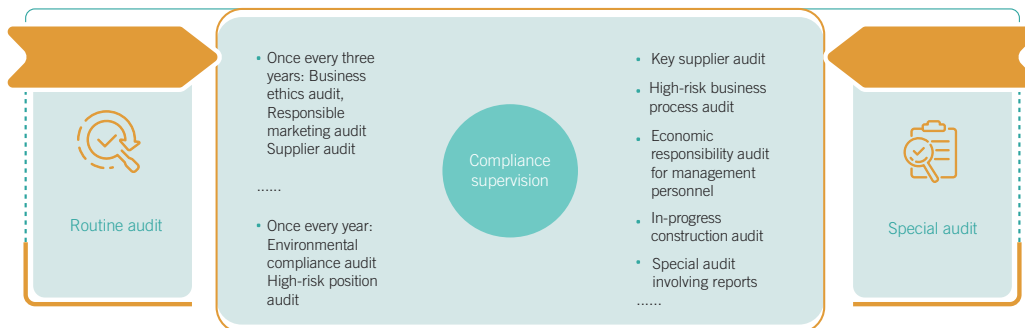 Routine audit
• Once every three
years: Business
ethics audit,
Responsible
marketing audit
Supplier audit
......
• Once every year:
Environmental
compliance audit
High-risk position
audit
Compliance
supervision
• Key supplier audit
• High-risk business
process audit
• Economic
responsibility audit
for management
personnel
• In-progress
construction audit
• Special audit
involving reports
......
Special audit